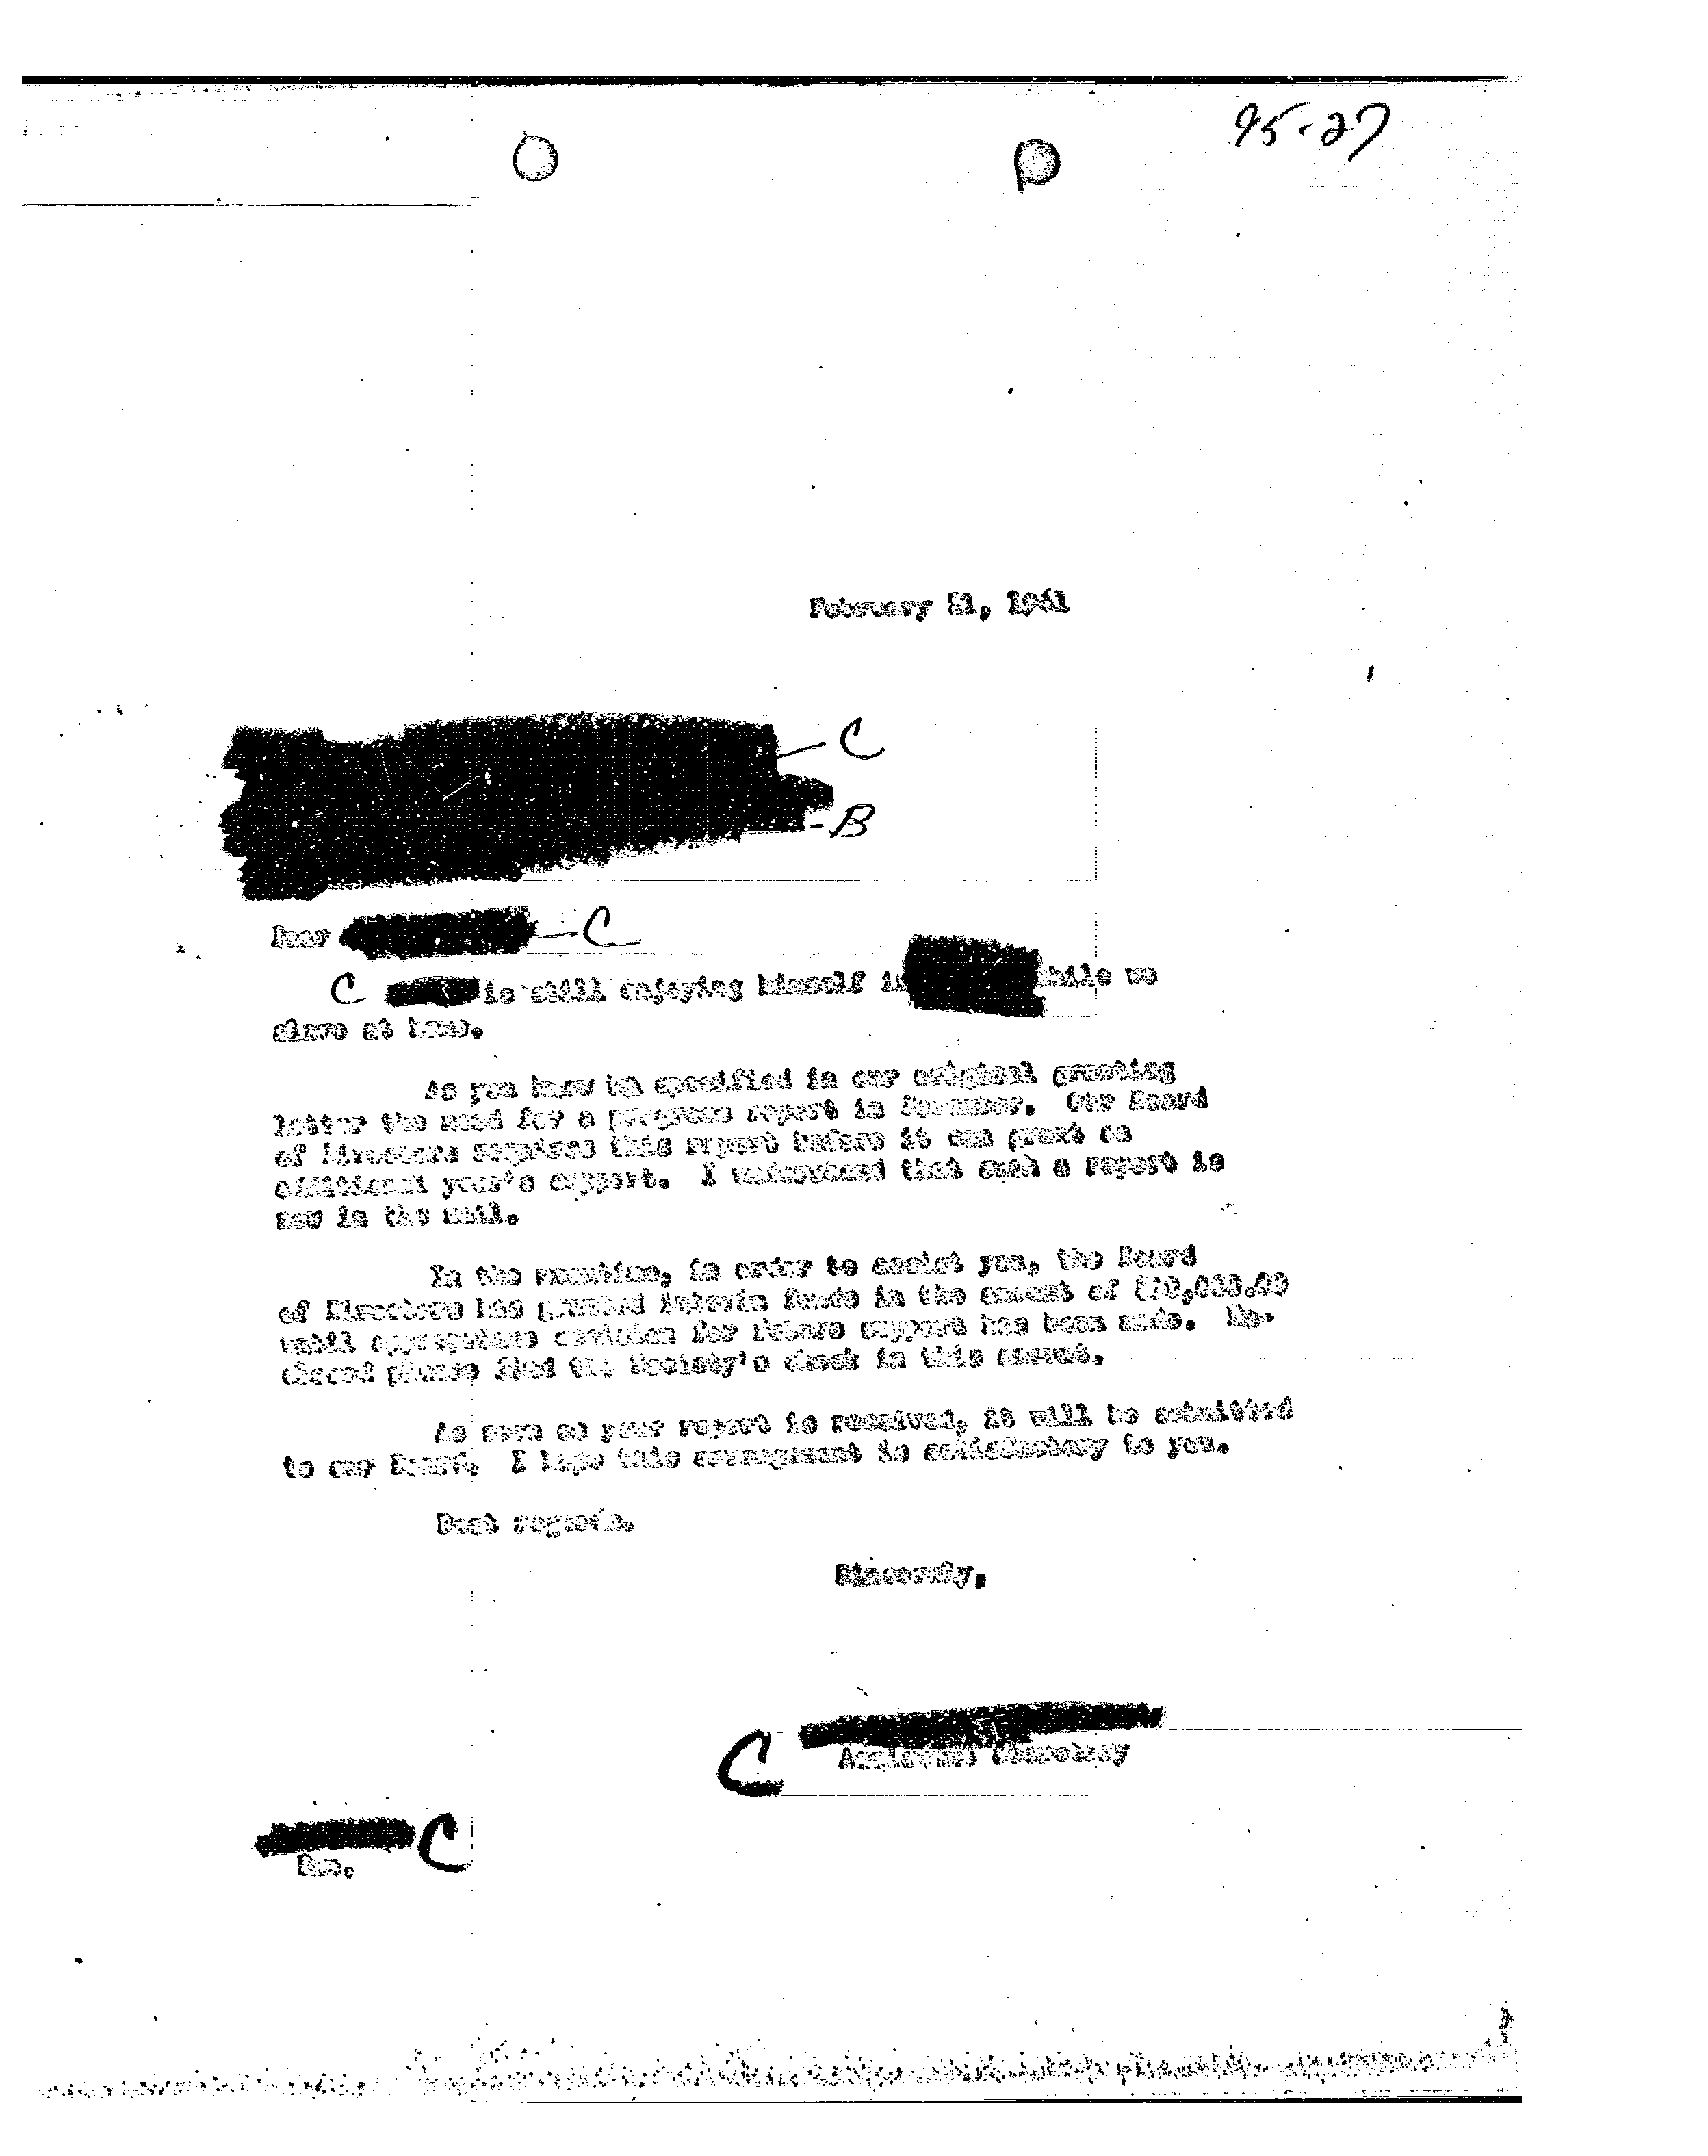 95-27
February 21, 1961
C
B
Dear
C
C is still enjoying himself in while we
slave at home.
As you know we specified in our original granting
letter the need for a progress report in December. Our Board
of Directors required this report before it can grant an
additional year's support. I understand that such a report is
now in the mail.
In the meantime, in order to assist you, the Board
of Directors has granted interim funds in the amount of
until appropriate decision for future support has been made. En-
closed please find the Society's check in this amount.
As soon as your report is received, it will be submitted
to our Board. I hope this arrangement is satisfactory to you.
Best regards.
Sincerely,
C
Secretary
C
Enc.